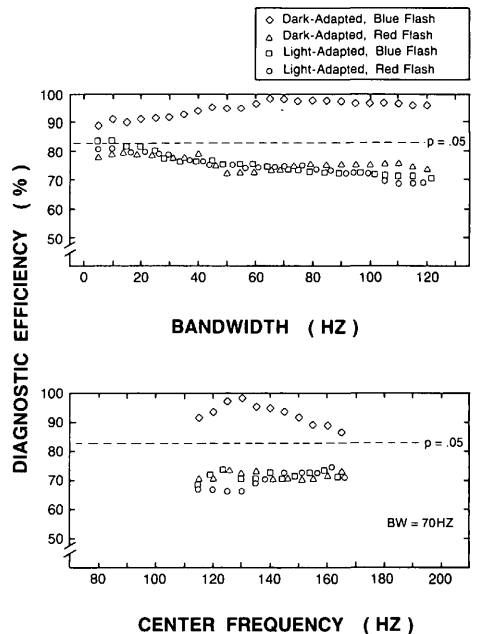 ◇ Dark-Adapted, Blue Flash
△ Dark-Adapted, Red Flash
□ Light-Adapted, Blue Flash
○ Light-Adapted, Red Flash
DIAGNOSTIC EFFICIENCY (%)
100
90
80
70
60
50
p = .05
0 20 40 60 80 100 120
BANDWIDTH (HZ)
100
90
80
70
60
50
p = .05
BW = 70HZ
80 100 120 140 160 180 200
CENTER FREQUENCY (HZ)